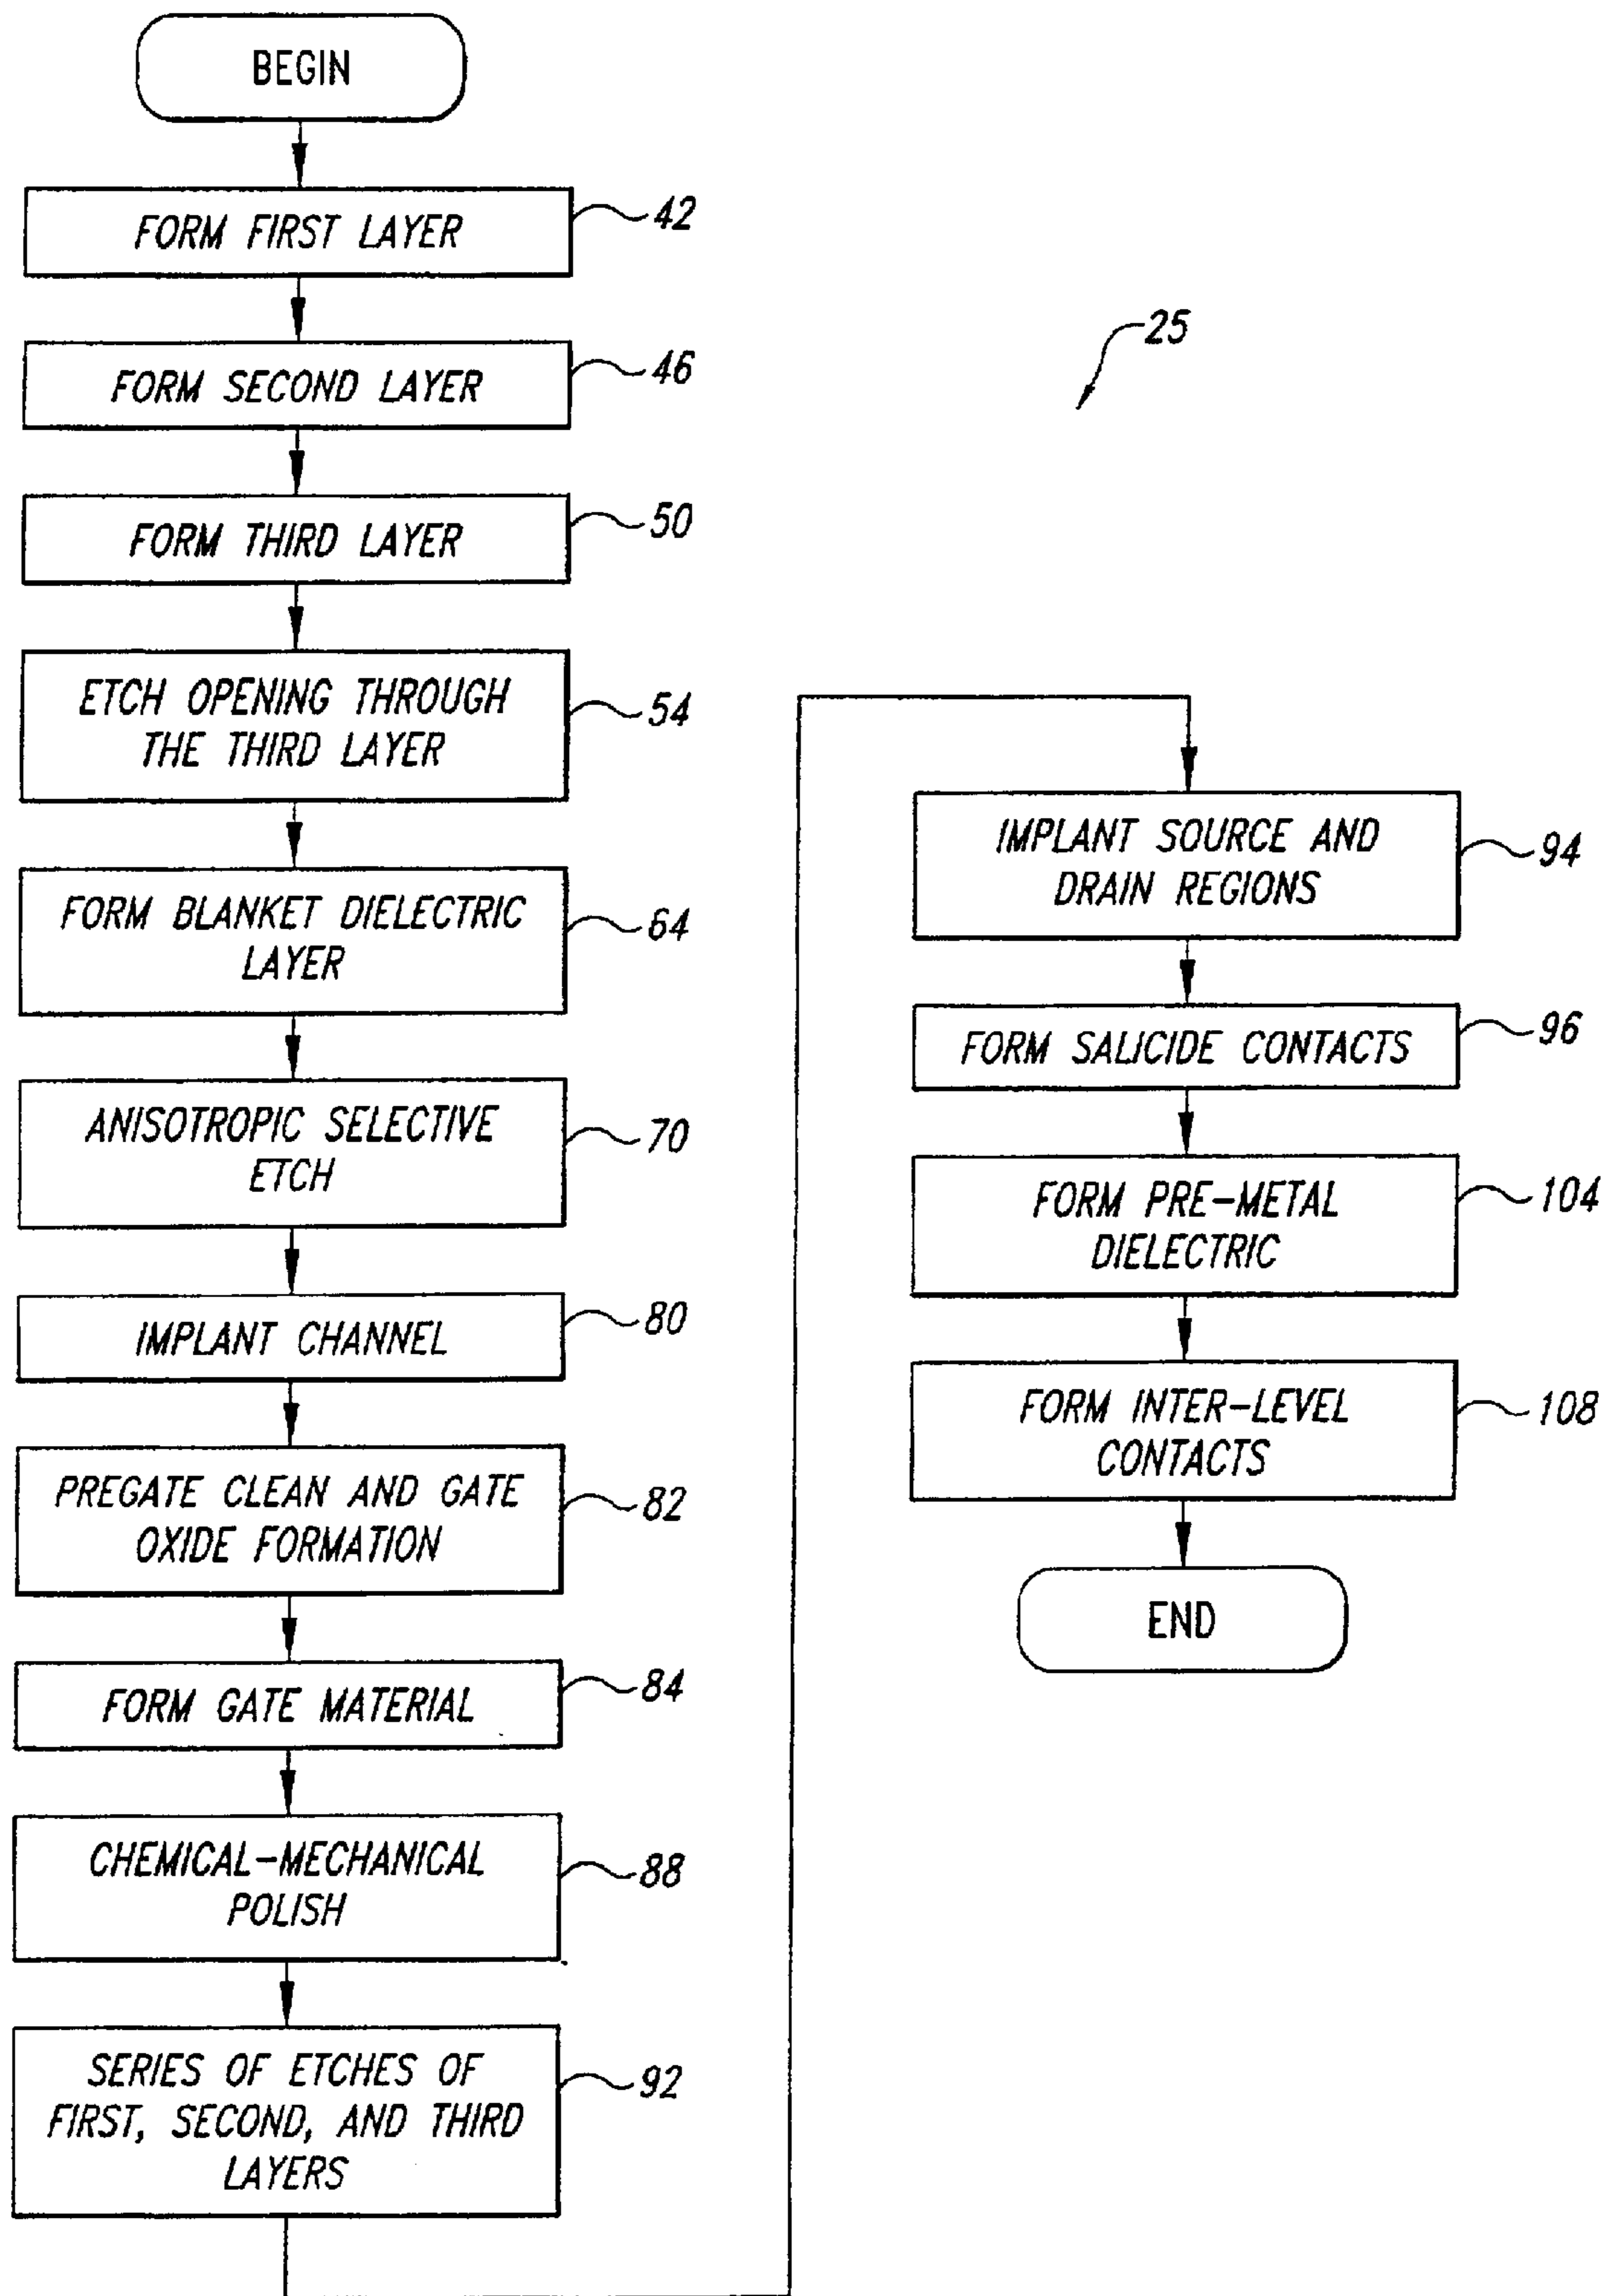 BEGIN
FORM FIRST LAYER
42
FORM SECOND LAYER
46
FORM THIRD LAYER
50
ETCH OPENING THROUGH
THE THIRD LAYER
54
FORM BLANKET DIELECTRIC
LAYER
64
ANISOTROPIC SELECTIVE
ETCH
70
IMPLANT CHANNEL
80
PREGATE CLEAN AND GATE
OXIDE FORMATION
82
FORM GATE MATERIAL
84
CHEMICAL-MECHANICAL
POLISH
88
SERIES OF ETCHES OF
FIRST, SECOND, AND THIRD
LAYERS
92
25
IMPLANT SOURCE AND
DRAIN REGIONS
94
FORM SALICIDE CONTACTS
96
FORM PRE-METAL
DIELECTRIC
104
FORM INTER-LEVEL
CONTACTS
108
END